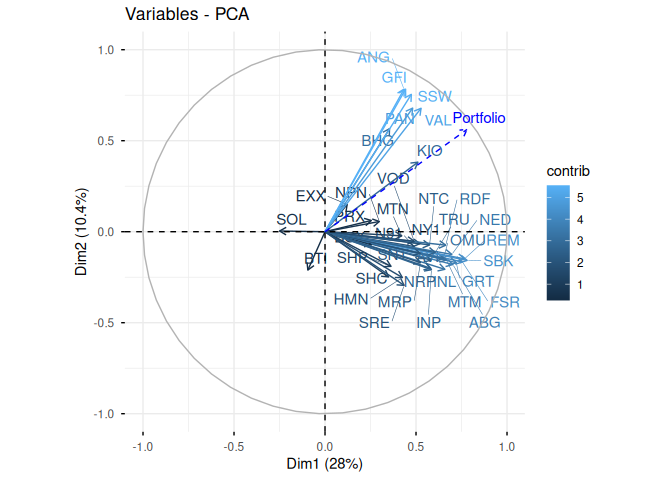 Variables - PCA
1.0
ANG
GFI
SSW
PAN
VAL
Portfolio
0.5
BHG
KIO
contrib
VOD
5
EXX
NPN
NTC
RDF
4
MTN
PRX
TRU
NED
3
SOL
NY1
0.0
OMU
REM
2
BTI
SHP
SBK
1
SHC
NRP
GRT
HMN
MRP
MTM
FSR
SRE
INP
ABG
-0.5
-1.0
-1.0
-0.5
0.0
0.5
1.0
Dim1 (28%)
Dim2 (10.4%)